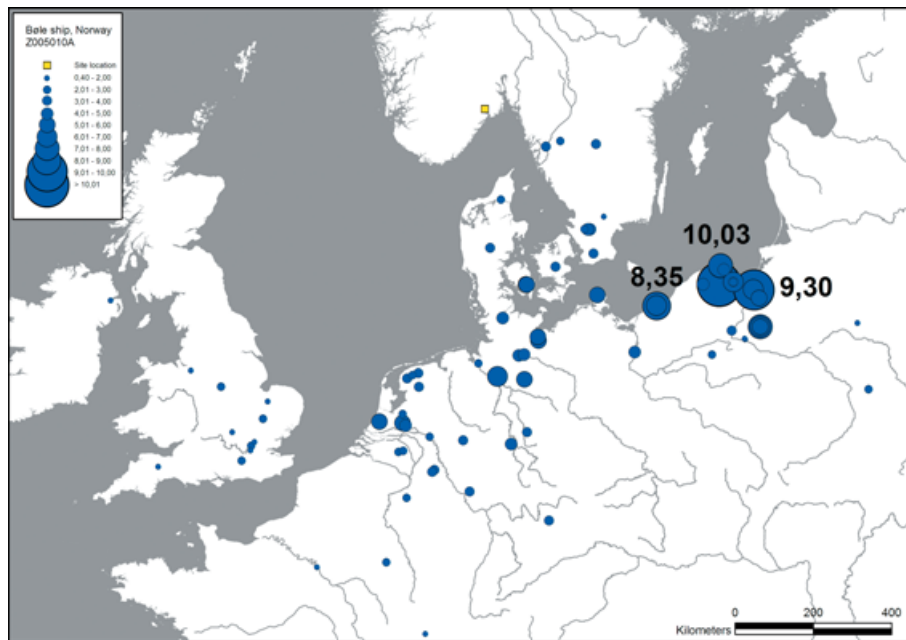 Bøle ship, Norway
Z005010A
Site location
0,40 - 2,00
2,01 - 3,00
3,01 - 4,00
4,01 - 5,00
5,01 - 6,00
6,01 - 7,00
7,01 - 8,00
8,01 - 9,00
9,01 - 10,00
> 10,01
10,03
8,35
9,30
0 200 400
Kilometers